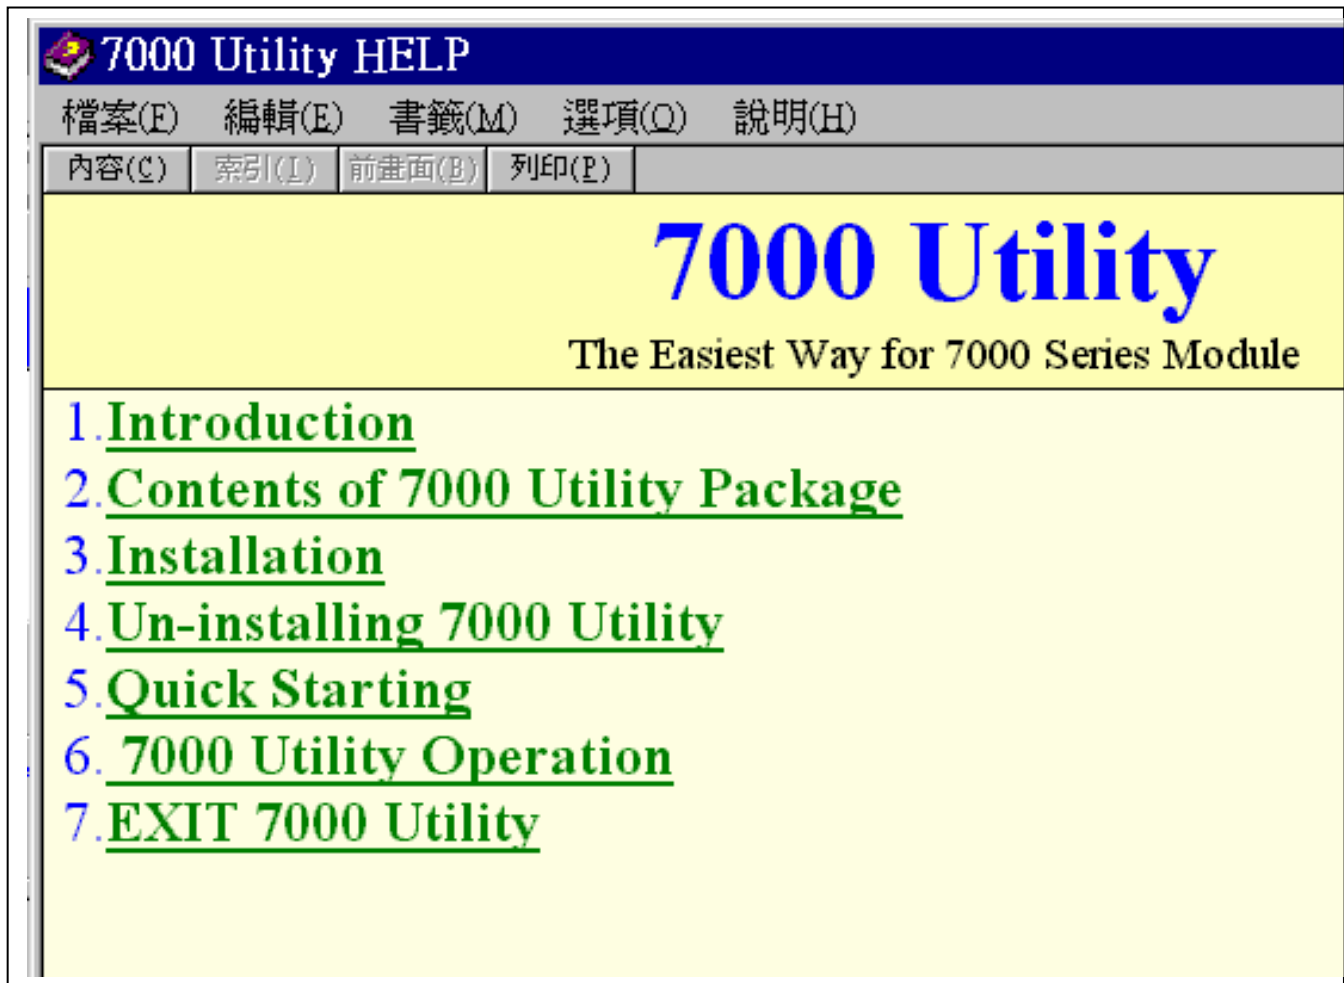 7000 Utility HELP
檔案(F) 編輯(E) 書籤(M) 選項(O) 說明(H)
內容(C) 索引(I) 前畫面(B) 列印(P)
7000 Utility
The Easiest Way for 7000 Series Module
1.Introduction
2.Contents of 7000 Utility Package
3.Installation
4.Un-installing 7000 Utility
5.Quick Starting
6. 7000 Utility Operation
7.EXIT 7000 Utility